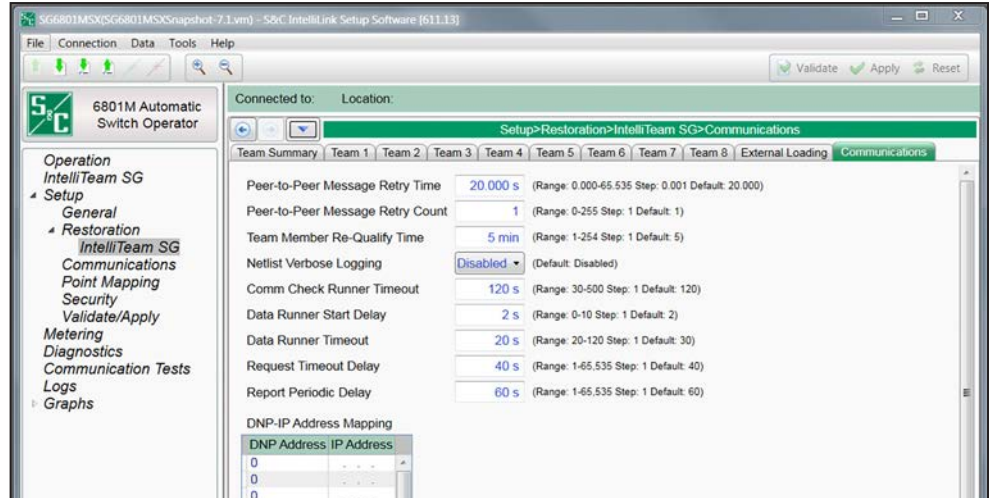 SG6801MSX(SG6801MSXSnapshot-7.1.vm) - S&C IntelliLink Setup Software [611.13]
File Connection Data Tools Help
Validate Apply Reset
S&C
6801M Automatic
Switch Operator
Connected to: Location:
Setup>Restoration>IntelliTeam SG>Communications
Team Summary Team 1 Team 2 Team 3 Team 4 Team 5 Team 6 Team 7 Team 8 External Loading Communications
Operation
IntelliTeam SG
Setup
General
Restoration
IntelliTeam SG
Communications
Point Mapping
Security
Validate/Apply
Metering
Diagnostics
Communication Tests
Logs
Graphs
Peer-to-Peer Message Retry Time 20.000 s (Range: 0.000-65.535 Step: 0.001 Default: 20.000)
Peer-to-Peer Message Retry Count 1 (Range: 0-255 Step: 1 Default: 1)
Team Member Re-Qualify Time 5 min (Range: 1-254 Step: 1 Default: 5)
Netlist Verbose Logging Disabled (Default: Disabled)
Comm Check Runner Timeout 120 s (Range: 30-600 Step: 1 Default: 120)
Data Runner Start Delay 2 s (Range: 0-10 Step: 1 Default: 2)
Data Runner Timeout 20 s (Range: 20-120 Step: 1 Default: 30)
Request Timeout Delay 40 s (Range: 1-65,535 Step: 1 Default: 40)
Report Periodic Delay 60 s (Range: 1-65,535 Step: 1 Default: 60)
DNP-IP Address Mapping
DNP Address IP Address
0 . . .
0 . . .
0